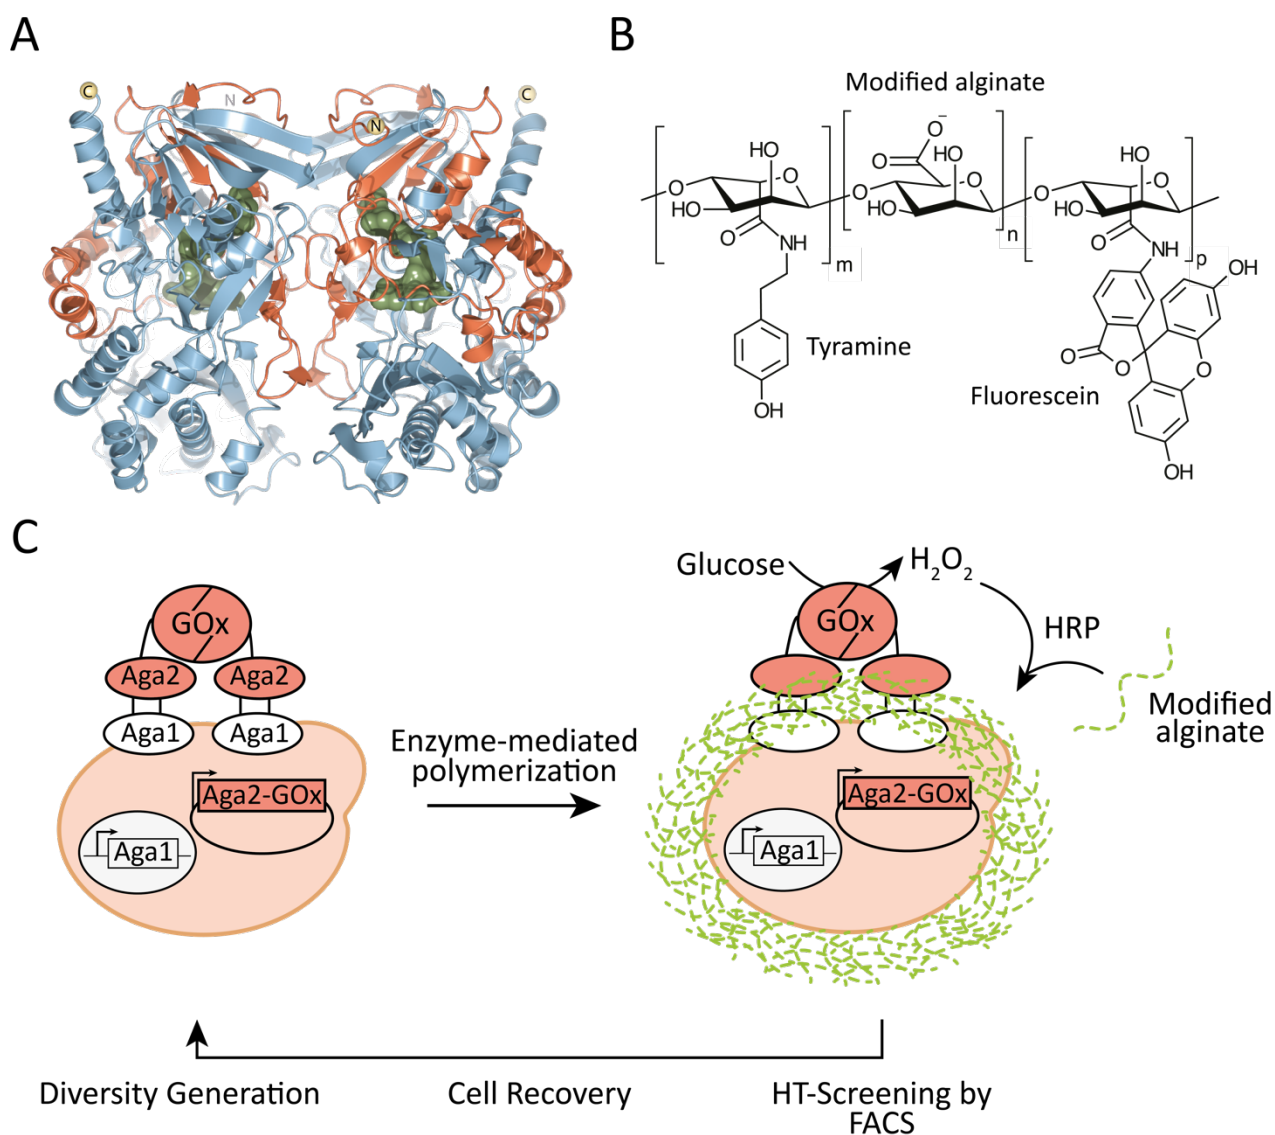 A
C
N
N
C
B
Modified alginate
HO
O
HO
O
NH
m
OH
Tyramine
O⁻
O
HO
O
O
HO
n
HO
O
O
HO
O
NH
p
OH
O
O
O
OH
Fluorescein
C
GOx
Aga2
Aga2
Aga1
Aga1
Aga2-GOx
Aga1
Enzyme-mediated
polymerization
Glucose
H₂O₂
GOx
HRP
Modified
alginate
Aga2-GOx
Aga1
Diversity Generation
Cell Recovery
HT-Screening by
FACS